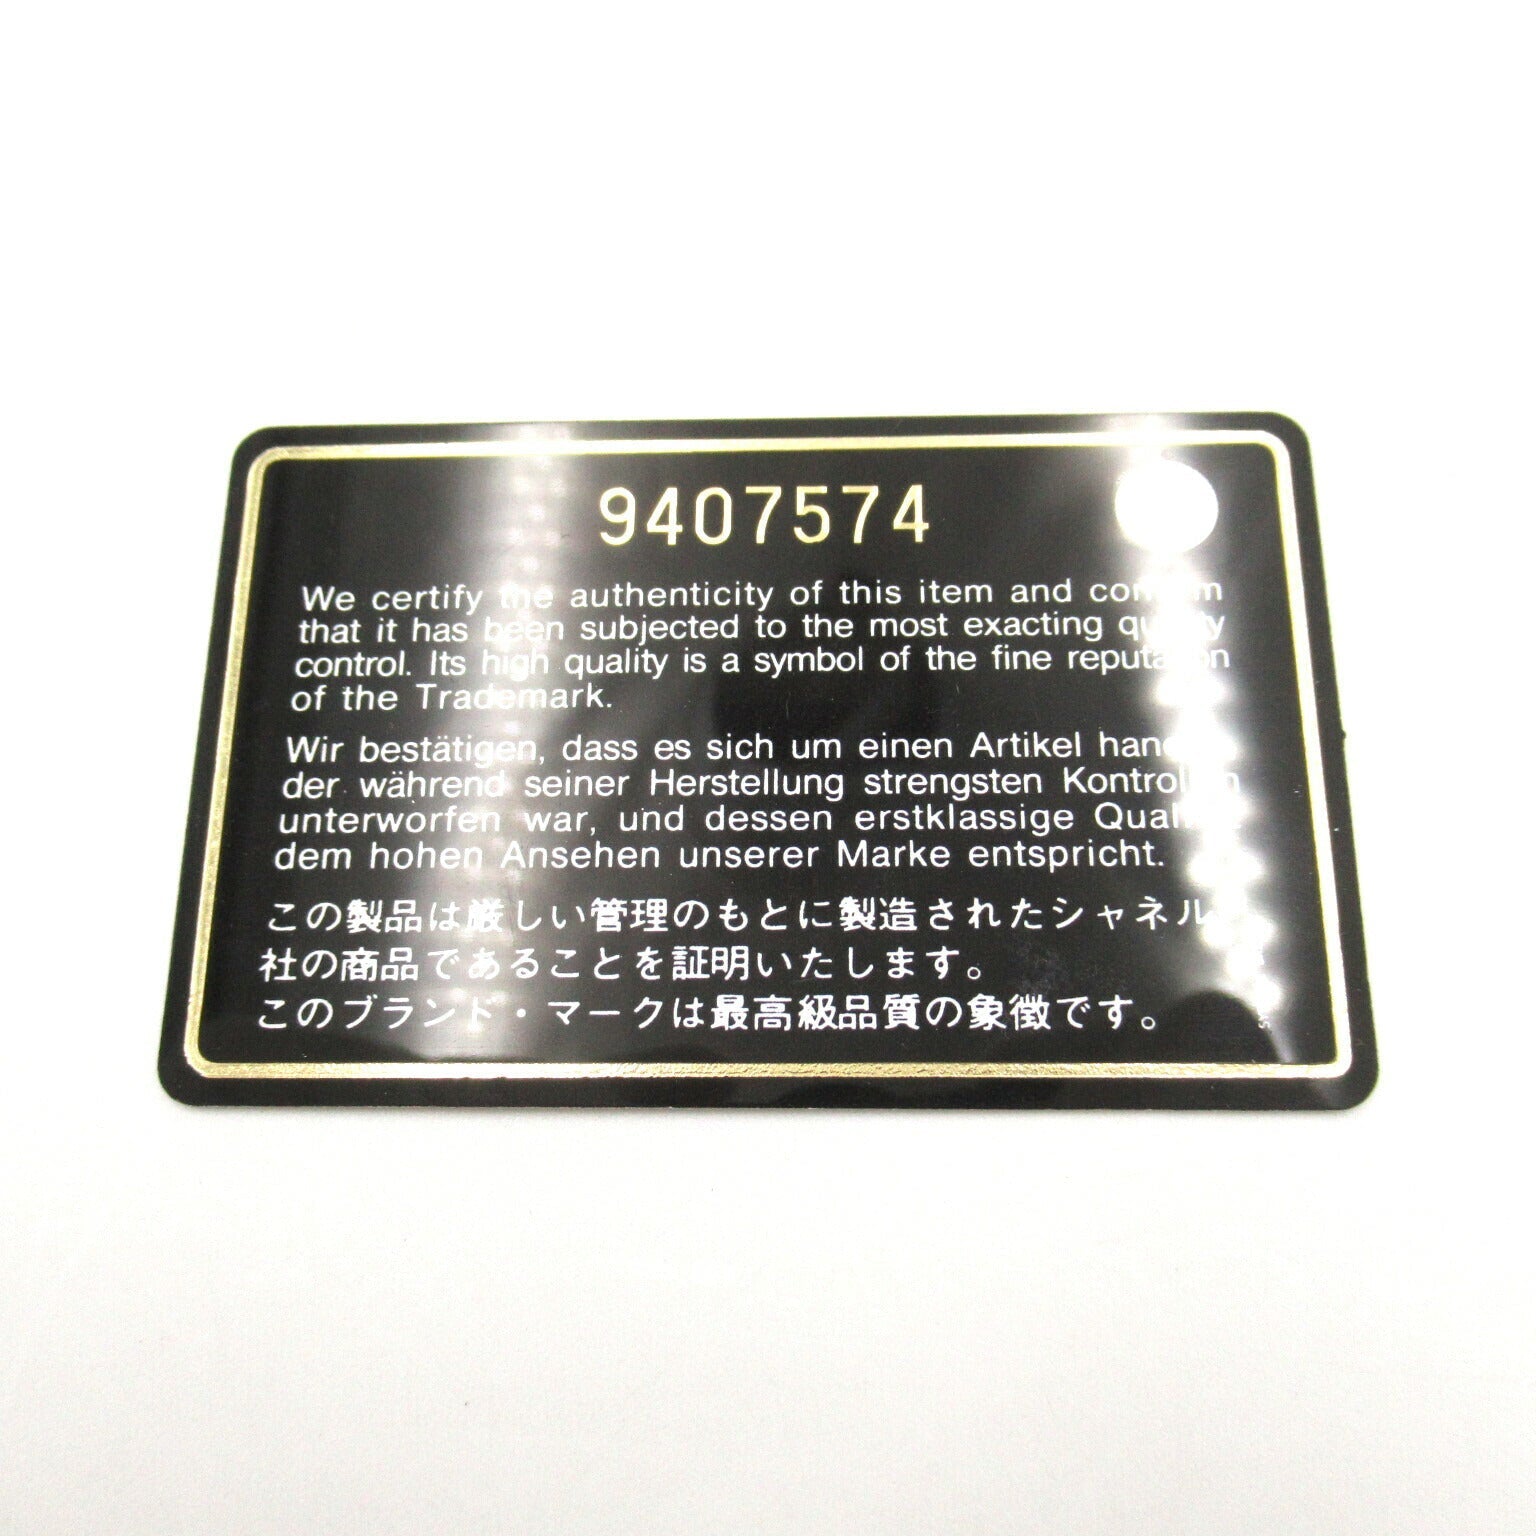 9407574
We certify the authenticity of this item and confirm
that it has been subjected to the most exacting quality
control. Its high quality is a symbol of the fine reputation
of the Trademark.
Wir bestätigen, dass es sich um einen Artikel
der während seiner Herstellung strengsten Kontrollen
unterworfen war, und dessen erstklassige
dem hohen Ansehen unserer Marke entspricht.
この製品は厳しい管理のもとに製造されたシャネル
社の商品であることを証明いたします。
このブランド・マークは最高級品質の象徴です。